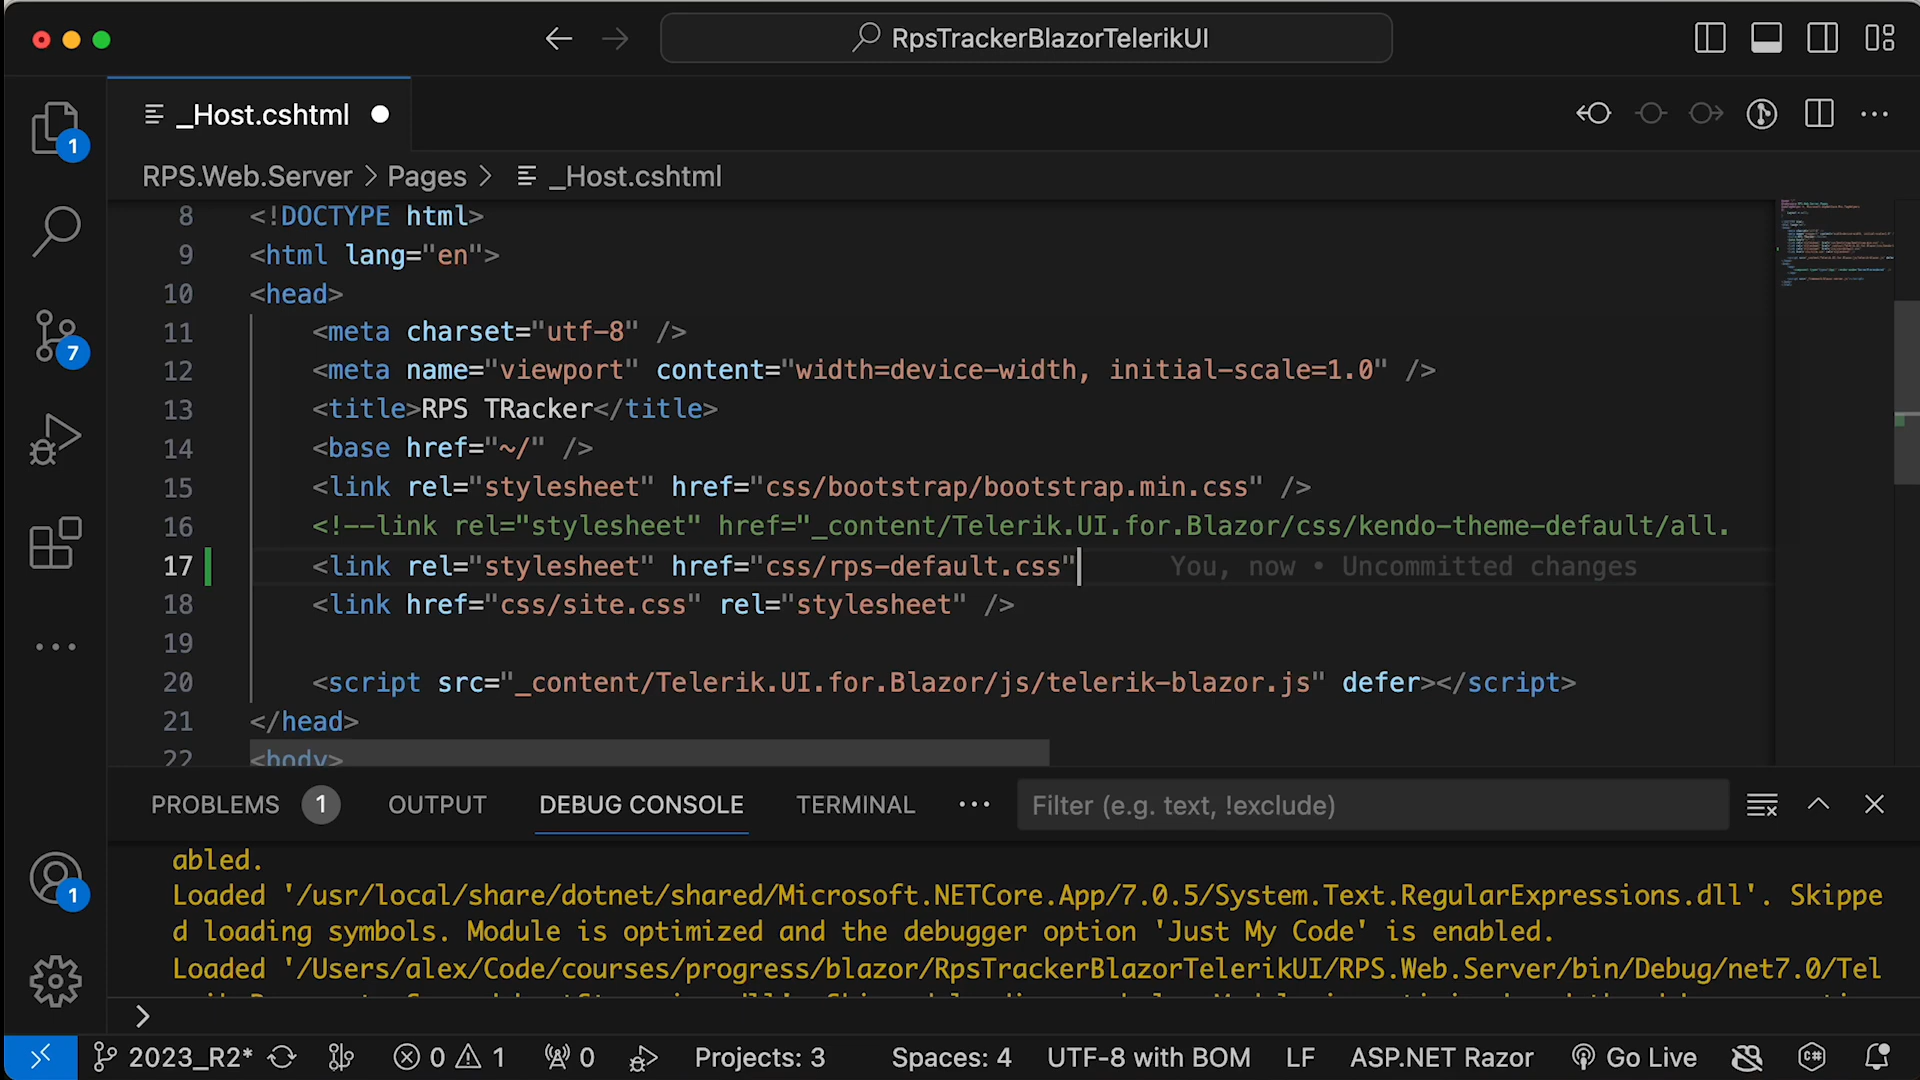 RpsTrackerBlazorTelerikUI
_Host.cshtml
RPS.Web.Server > Pages > _Host.cshtml
1
7
1
8 <!DOCTYPE html>
9 <html lang="en">
10 <head>
11 <meta charset="utf-8" />
12 <meta name="viewport" content="width=device-width, initial-scale=1.0" />
13 <title>RPS TRacker</title>
14 <base href="~/" />
15 <link rel="stylesheet" href="css/bootstrap/bootstrap.min.css" />
16 <!--link rel="stylesheet" href="_content/Telerik.UI.for.Blazor/css/kendo-theme-default/all.
17 <link rel="stylesheet" href="css/rps-default.css" You, now • Uncommitted changes
18 <link href="css/site.css" rel="stylesheet" />
19
20 <script src="_content/Telerik.UI.for.Blazor/js/telerik-blazor.js" defer></script>
21 </head>
22 <body>
PROBLEMS 1 OUTPUT DEBUG CONSOLE TERMINAL ··· Filter (e.g. text, !exclude)
abled.
Loaded '/usr/local/share/dotnet/shared/Microsoft.NETCore.App/7.0.5/System.Text.RegularExpressions.dll'. Skippe
d loading symbols. Module is optimized and the debugger option 'Just My Code' is enabled.
Loaded '/Users/alex/Code/courses/progress/blazor/RpsTrackerBlazorTelerikUI/RPS.Web.Server/bin/Debug/net7.0/Tel
>
2023_R2* 0 1 0 Projects: 3 Spaces: 4 UTF-8 with BOM LF ASP.NET Razor Go Live